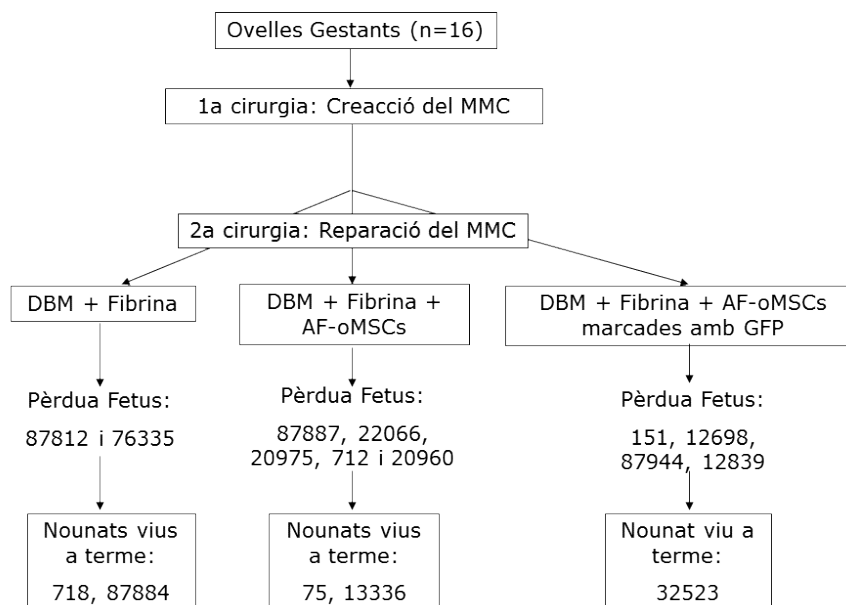 Ovelles Gestants (n=16)
1a cirurgia: Creacció del MMC
2a cirurgia: Reparació del MMC
DBM + Fibrina
DBM + Fibrina +
AF-oMSCs
DBM + Fibrina + AF-oMSCs
marcades amb GFP
Pèrdua Fetus:
87812 i 76335
Pèrdua Fetus:
87887, 22066,
20975, 712 i 20960
Pèrdua Fetus:
151, 12698,
87944, 12839
Nounats vius
a terme:
718, 87884
Nounats vius
a terme:
75, 13336
Nounat viu a
terme:
32523